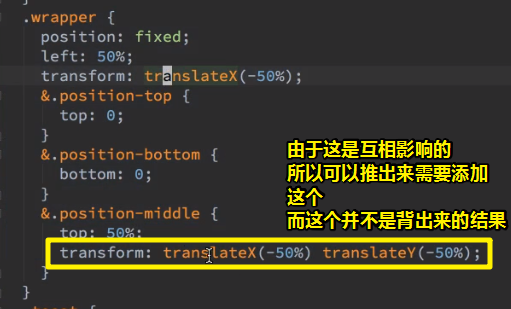 .wrapper {
position: fixed;
left: 50%;
transform: translateX(-50%);
&.position-top {
top: 0;
}
&.position-bottom {
bottom: 0;
}
&.position-middle {
top: 50%;
transform: translateX(-50%) translateY(-50%);
}
}
由于这是互相影响的
所以可以推出来需要添加
这个
而这个并不是背出来的结果